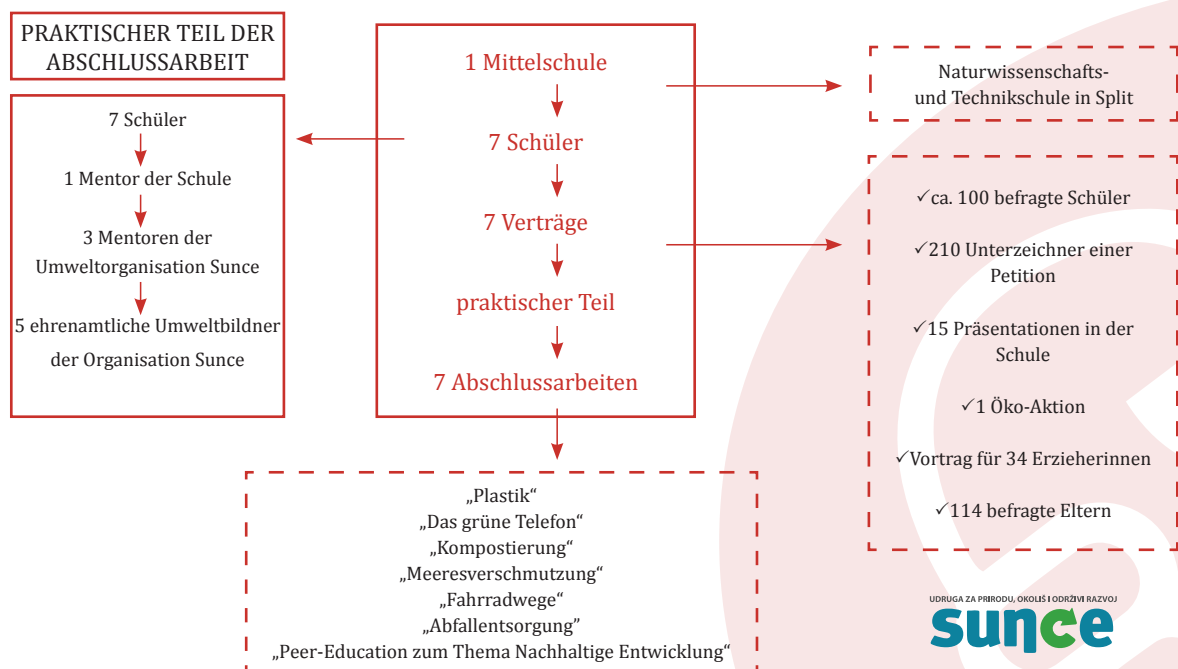 PRAKTISCHER TEIL DER
ABSCHLUSSARBEIT
7 Schüler
1 Mentor der Schule
3 Mentoren der
Umweltorganisation Sunce
5 ehrenamtliche Umweltbildner
der Organisation Sunce
1 Mittelschule
7 Schüler
7 Verträge
praktischer Teil
7 Abschlussarbeiten
Naturwissenschafts-
und Technikschule in Split
✓ca. 100 befragte Schüler
✓210 Unterzeichner einer
Petition
✓15 Präsentationen in der
Schule
✓1 Öko-Aktion
✓Vortrag für 34 Erzieherinnen
✓114 befragte Eltern
„Plastik“
„Das grüne Telefon“
„Kompostierung“
„Meeresverschmutzung“
„Fahrradwege“
„Abfallentsorgung”
„Peer-Education zum Thema Nachhaltige Entwicklung“
UDRUGA ZA PRIRODU, OKOLIŠ I ODRŽIVI RAZVOJ
sunce